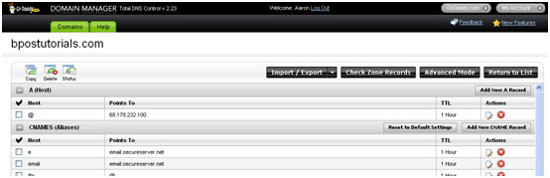 Go Daddy DOMAIN MANAGER Total DNS Control v 2.23 Welcome: Aaron Log Out GoDaddy.com My Account
Domains Help Feedback New Features
bpostutorials.com
Copy Delete Status Import / Export Check Zone Records Advanced Mode Return to List
A (Host) Add New A Record
Host Points To TTL Actions
@ 68.178.232.100 1 Hour
CNAMES (Aliases) Reset to Default Settings Add New CNAME Record
Host Points To TTL Actions
e email.secureserver.net 1 Hour
email email.secureserver.net 1 Hour
ftp @ 1 Hour